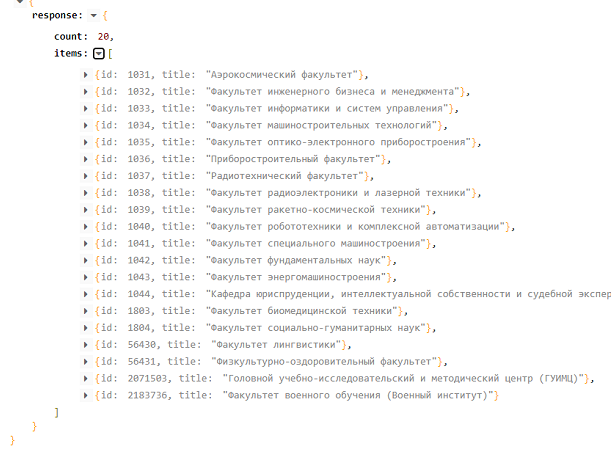 {
response: {
count: 20,
items: [
{id: 1031, title: "Аэрокосмический факультет"},
{id: 1032, title: "Факультет инженерного бизнеса и менеджмента"},
{id: 1033, title: "Факультет информатики и систем управления"},
{id: 1034, title: "Факультет машиностроительных технологий"},
{id: 1035, title: "Факультет оптико-электронного приборостроения"},
{id: 1036, title: "Приборостроительный факультет"},
{id: 1037, title: "Радиотехнический факультет"},
{id: 1038, title: "Факультет радиоэлектроники и лазерной техники"},
{id: 1039, title: "Факультет ракетно-космической техники"},
{id: 1040, title: "Факультет робототехники и комплексной автоматизации"},
{id: 1041, title: "Факультет специального машиностроения"},
{id: 1042, title: "Факультет фундаментальных наук"},
{id: 1043, title: "Факультет энергомашиностроения"},
{id: 1044, title: "Кафедра юриспруденции, интеллектуальной собственности и судебной экспер
{id: 1803, title: "Факультет биомедицинской техники"},
{id: 1804, title: "Факультет социально-гуманитарных наук"},
{id: 56430, title: "Факультет лингвистики"},
{id: 56431, title: "Физкультурно-оздоровительный факультет"},
{id: 2071503, title: "Головной учебно-исследовательский и методический центр (ГУИМЦ)"},
{id: 2183736, title: "Факультет военного обучения (Военный институт)"}
]
}
}